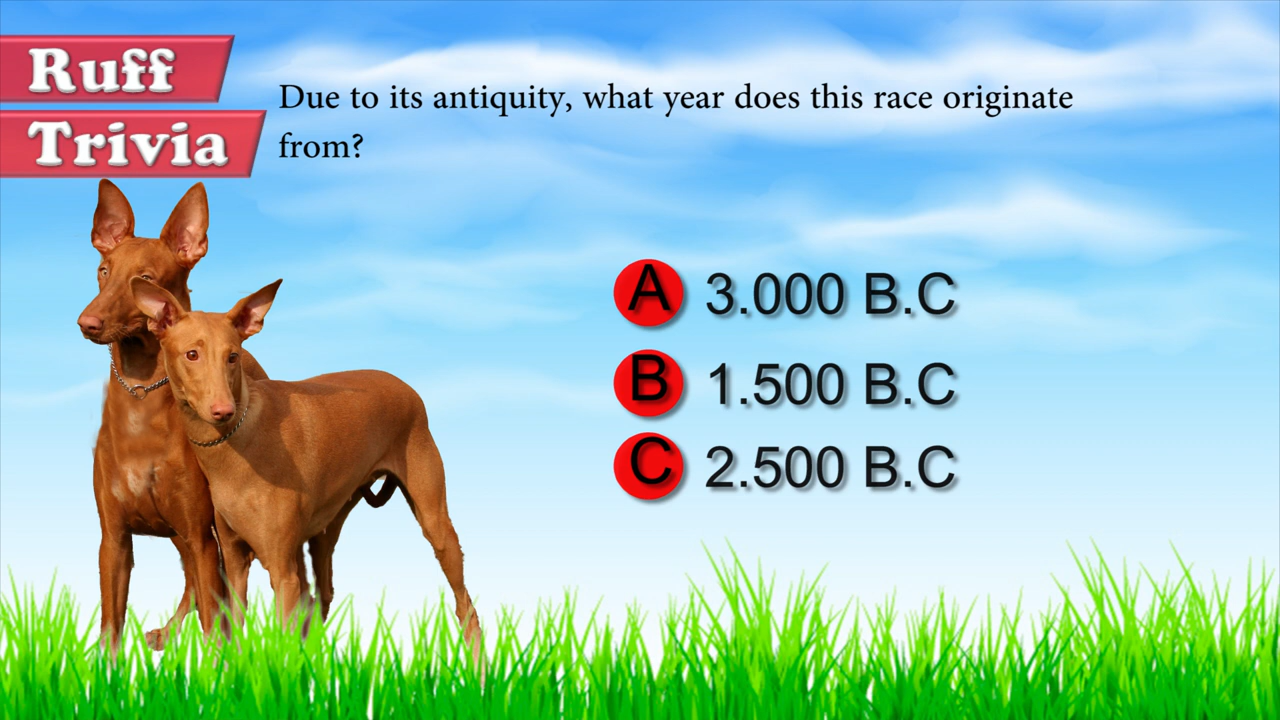 Ruff
Trivia
Due to its antiquity, what year does this race originate
from?
A 3.000 B.C
B 1.500 B.C
C 2.500 B.C